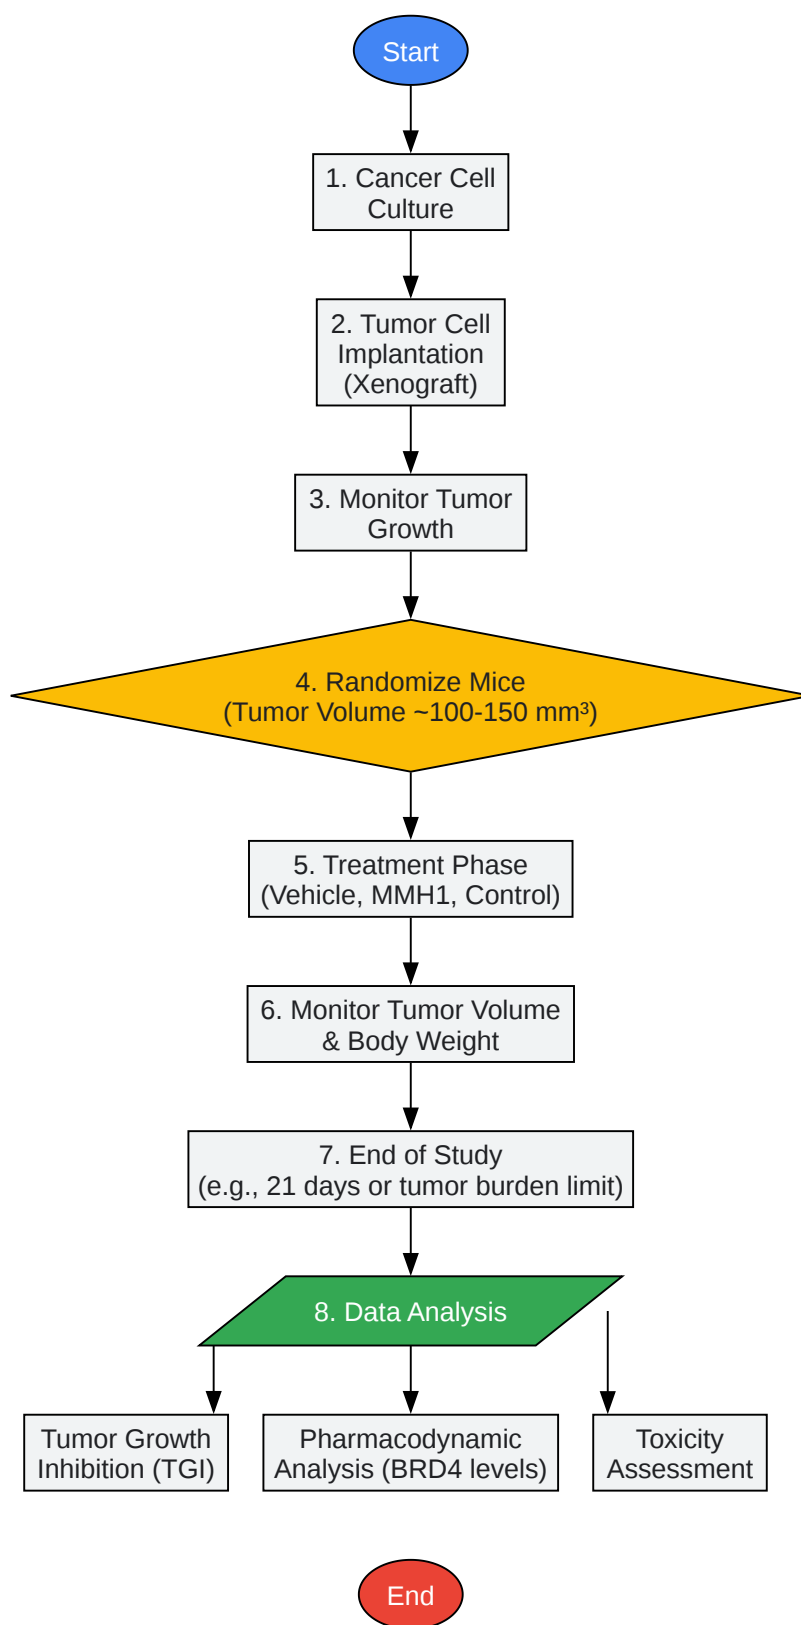 Start
1. Cancer Cell
Culture
2. Tumor Cell
Implantation
(Xenograft)
3. Monitor Tumor
Growth
4. Randomize Mice
(Tumor Volume ~100-150 mm³)
5. Treatment Phase
(Vehicle, MMH1, Control)
6. Monitor Tumor Volume
& Body Weight
7. End of Study
(e.g., 21 days or tumor burden limit)
8. Data Analysis
Tumor Growth
Inhibition (TGI)
Pharmacodynamic
Analysis (BRD4 levels)
Toxicity
Assessment
End